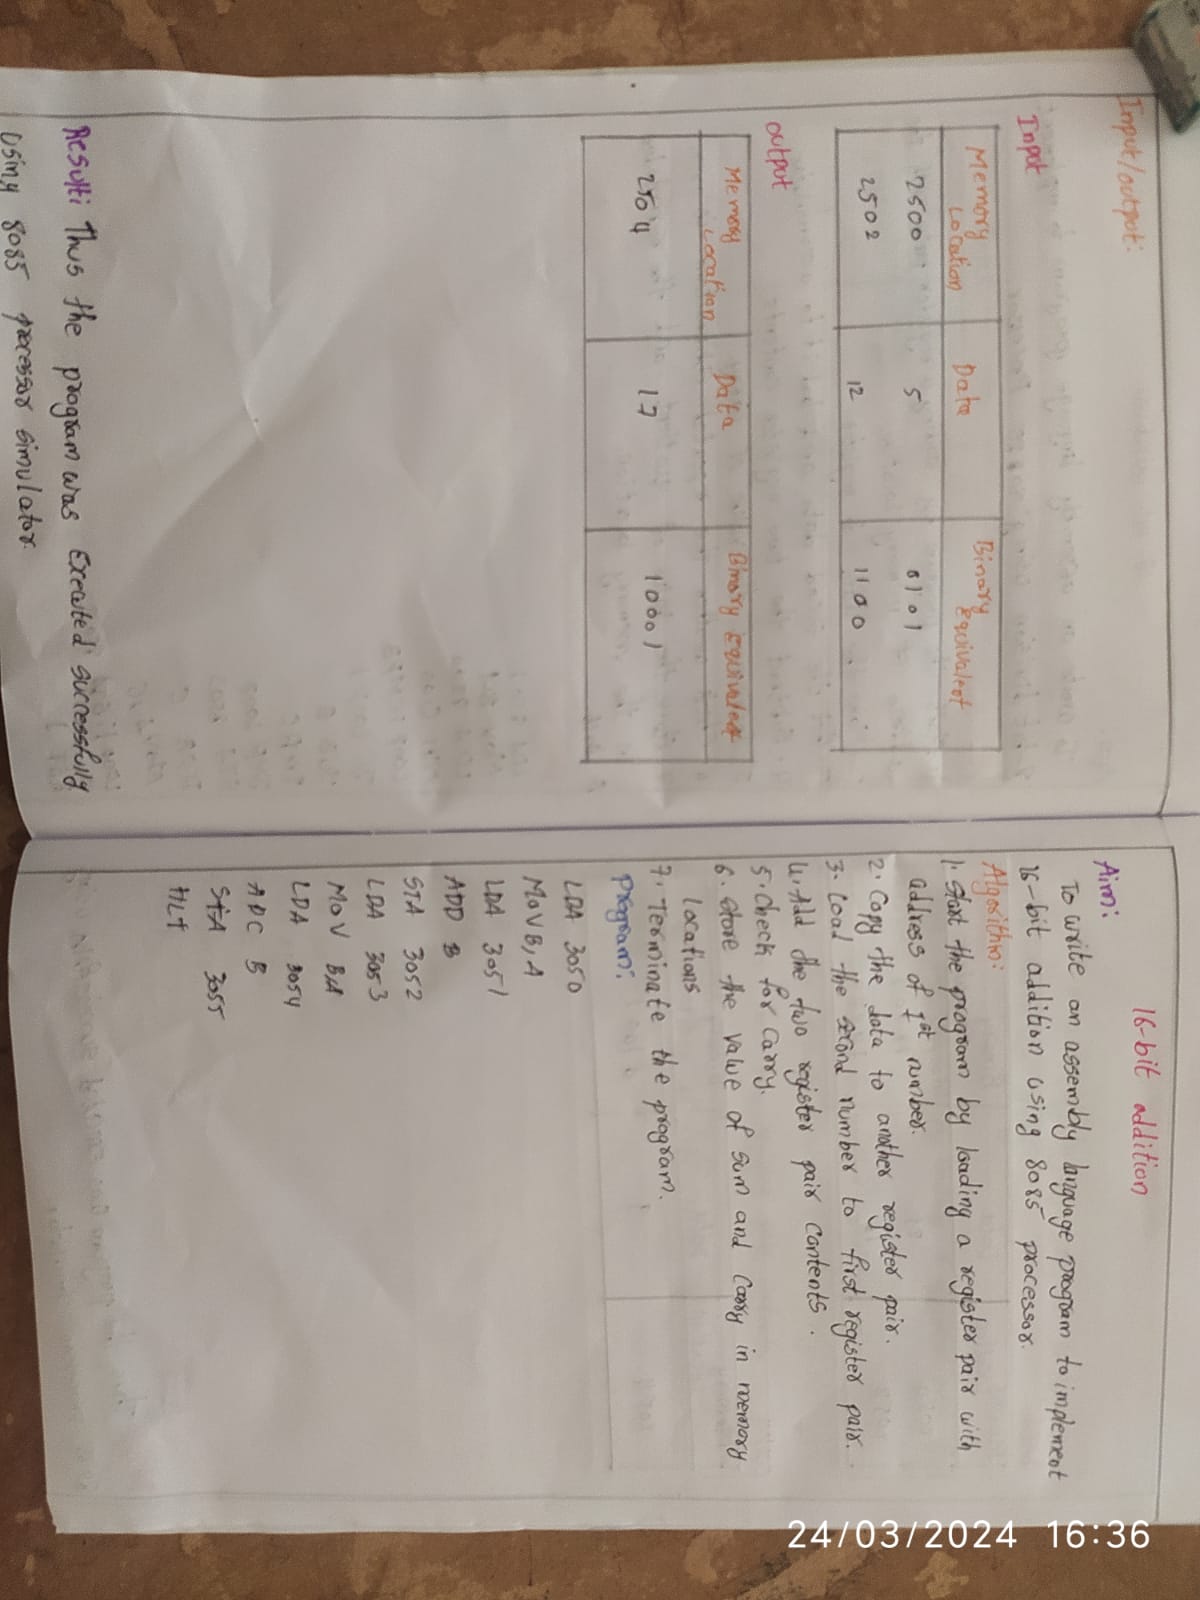 Input/output:
Input
Memory Location Data Binary equivalent
2500 5 0101
2502 12 1100
output
Memory Location Data Binary equivalent
2504 17 10001
Result: Thus the program was Executed successfully
Using 8085 processor simulator.
16-bit addition
Aim:
To write an assembly language program to implement
16-bit addition using 8085 processor.
Algorithm:
1. Start the program by loading a register pair with
address of 1st number.
2. Copy the data to another register pair.
3. Load the second number to first register pair.
4. Add the two register pair contents.
5. Check for carry.
6. Store the value of sum and carry in memory
locations
7. Terminate the program.
Program:
LDA 3050
MOV B, A
LDA 3051
ADD B
STA 3052
LDA 3053
MOV B,A
LDA 3054
ADC B
STA 3055
HLT
24/03/2024 16:36